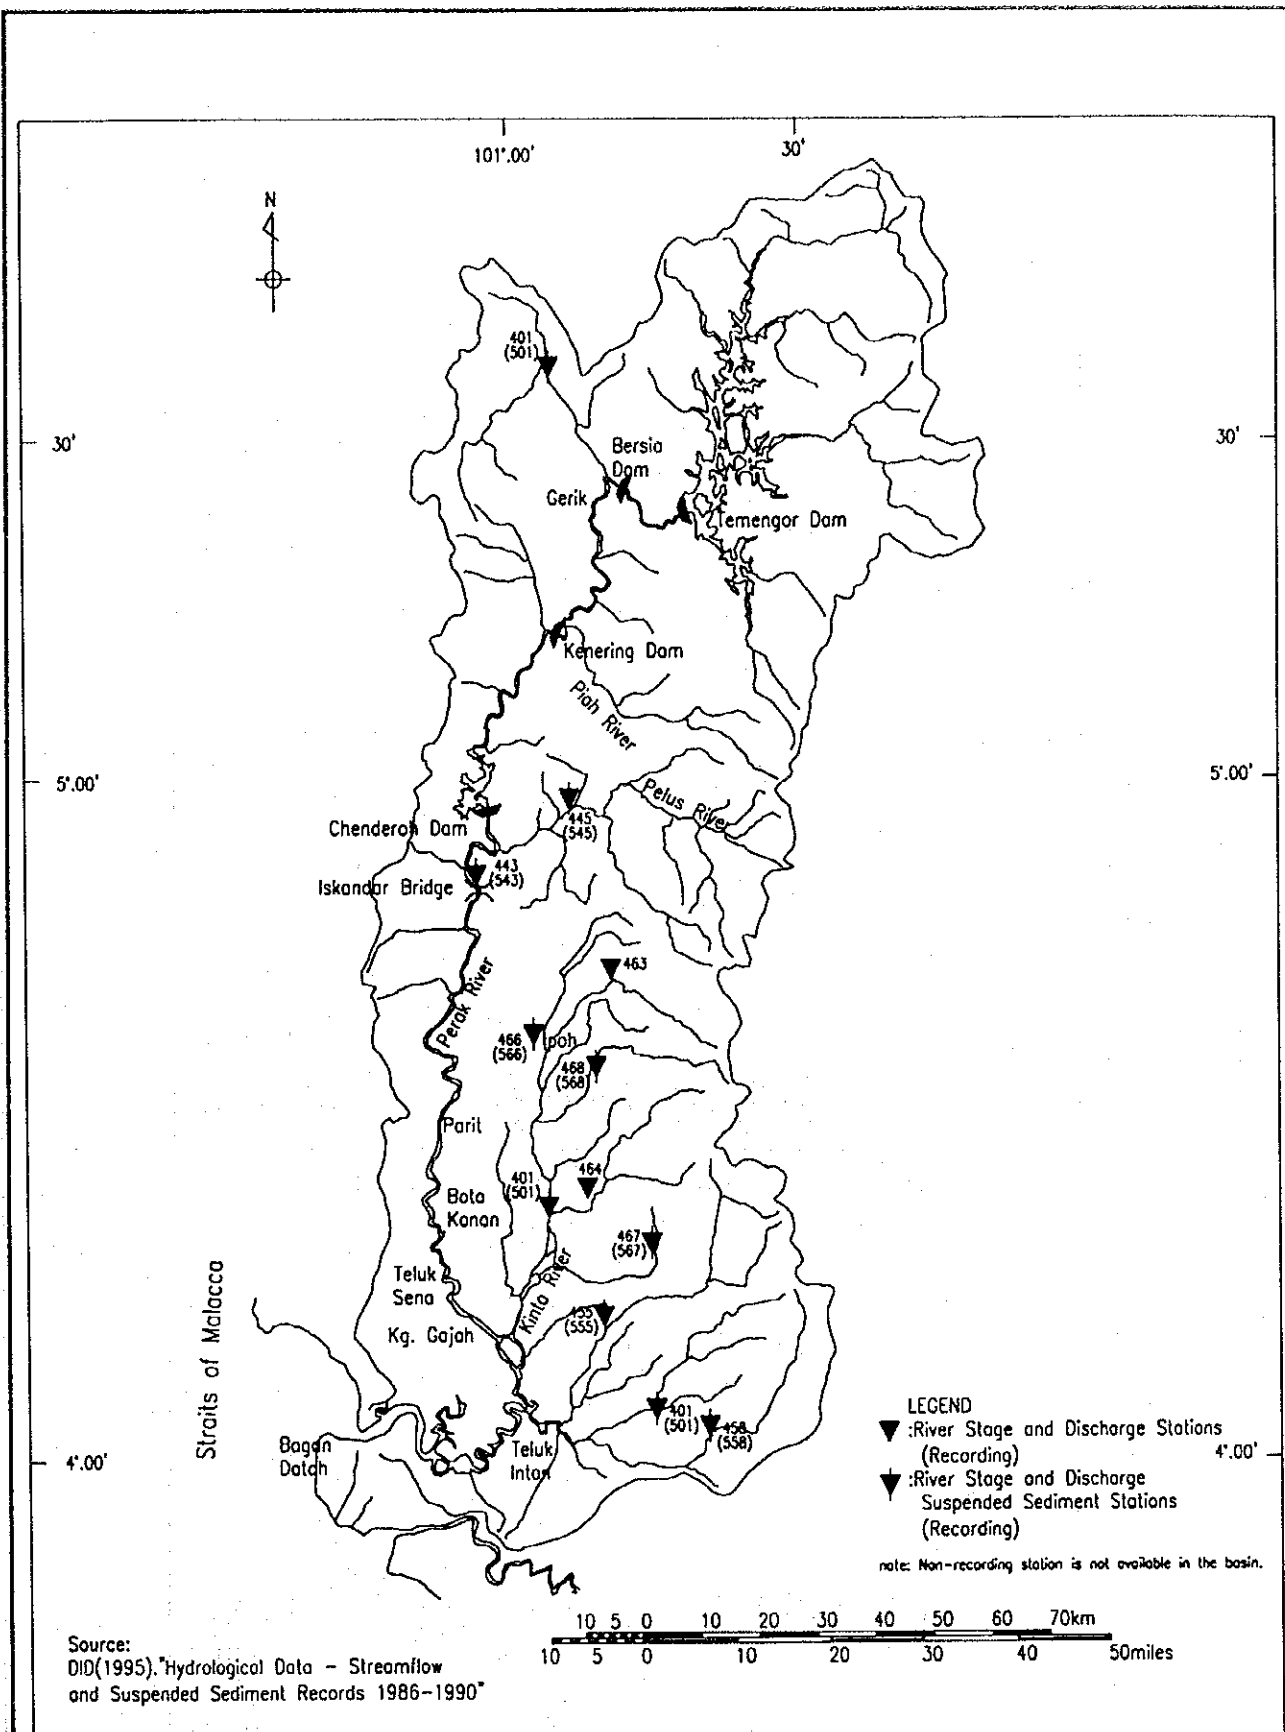 101°.00'
30'
N
401
(501)
30'
30'
Bersia
Dam
Gerik
Temengor Dam
Kenering Dam
Piah River
5°.00'
5°.00'
Pelus River
445
(545)
Chenderoh Dam
443
(543)
Iskandar Bridge
463
Perak River
466
(566)
Ipoh
468
(568)
Parit
464
401
(501)
Bota
Kanan
467
(567)
Teluk
Sena
Kinta River
455
(555)
Kg. Gajah
Straits of Malacca
401
(501)
458
(558)
Bagan
Datah
Teluk
Intan
4°.00'
4°.00'
LEGEND
:River Stage and Discharge Stations
(Recording)
:River Stage and Discharge
Suspended Sediment Stations
(Recording)
note: Non-recording station is not available in the basin.
10 5 0 10 20 30 40 50 60 70km
10 5 0 10 20 30 40 50miles
Source:
DID(1995)."Hydrological Data - Streamflow
and Suspended Sediment Records 1986-1990"